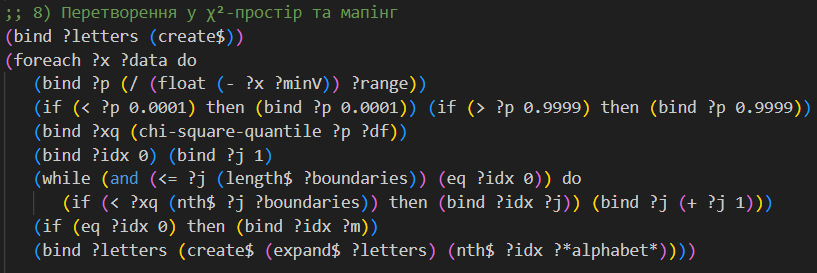 ;; 8) Перетворення у χ²-простір та мапінг
(bind ?letters (create$))
(foreach ?x ?data do
(bind ?p (/ (float (- ?x ?minV)) ?range))
(if (< ?p 0.0001) then (bind ?p 0.0001)) (if (> ?p 0.9999) then (bind ?p 0.9999))
(bind ?xq (chi-square-quantile ?p ?df))
(bind ?idx 0) (bind ?j 1)
(while (and (<= ?j (length$ ?boundaries)) (eq ?idx 0)) do
(if (< ?xq (nth$ ?j ?boundaries)) then (bind ?idx ?j)) (bind ?j (+ ?j 1)))
(if (eq ?idx 0) then (bind ?idx ?m))
(bind ?letters (create$ (expand$ ?letters) (nth$ ?idx ?*alphabet*))))